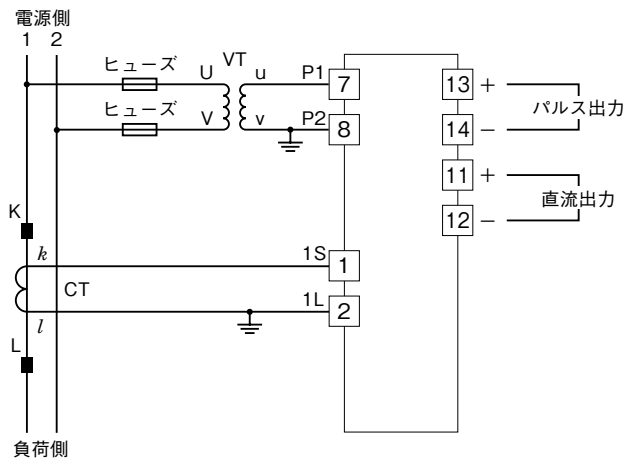 電源側
1 2
ヒューズ U VT u P1 7 13 +
パルス出力
ヒューズ V v P2 8 14 −
11 +
直流出力
12 −
K
k 1S 1
CT
l 1L 2
L
負荷側